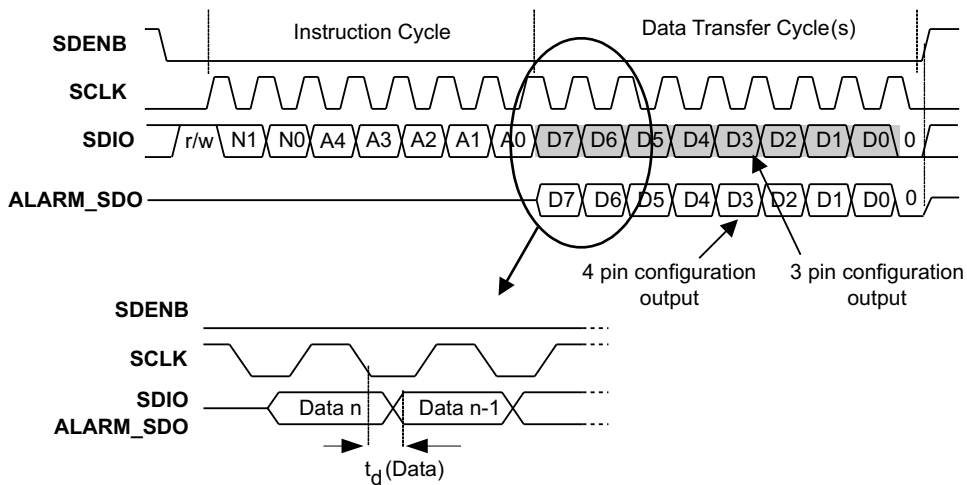 Instruction Cycle Data Transfer Cycle(s)
SDENB
SCLK
SDIO r/w N1 N0 A4 A3 A2 A1 A0 D7 D6 D5 D4 D3 D2 D1 D0 0
ALARM_SDO D7 D6 D5 D4 D3 D2 D1 D0 0
4 pin configuration 3 pin configuration
output output
SDENB
SCLK
SDIO
Data n Data n-1
ALARM_SDO
td(Data)